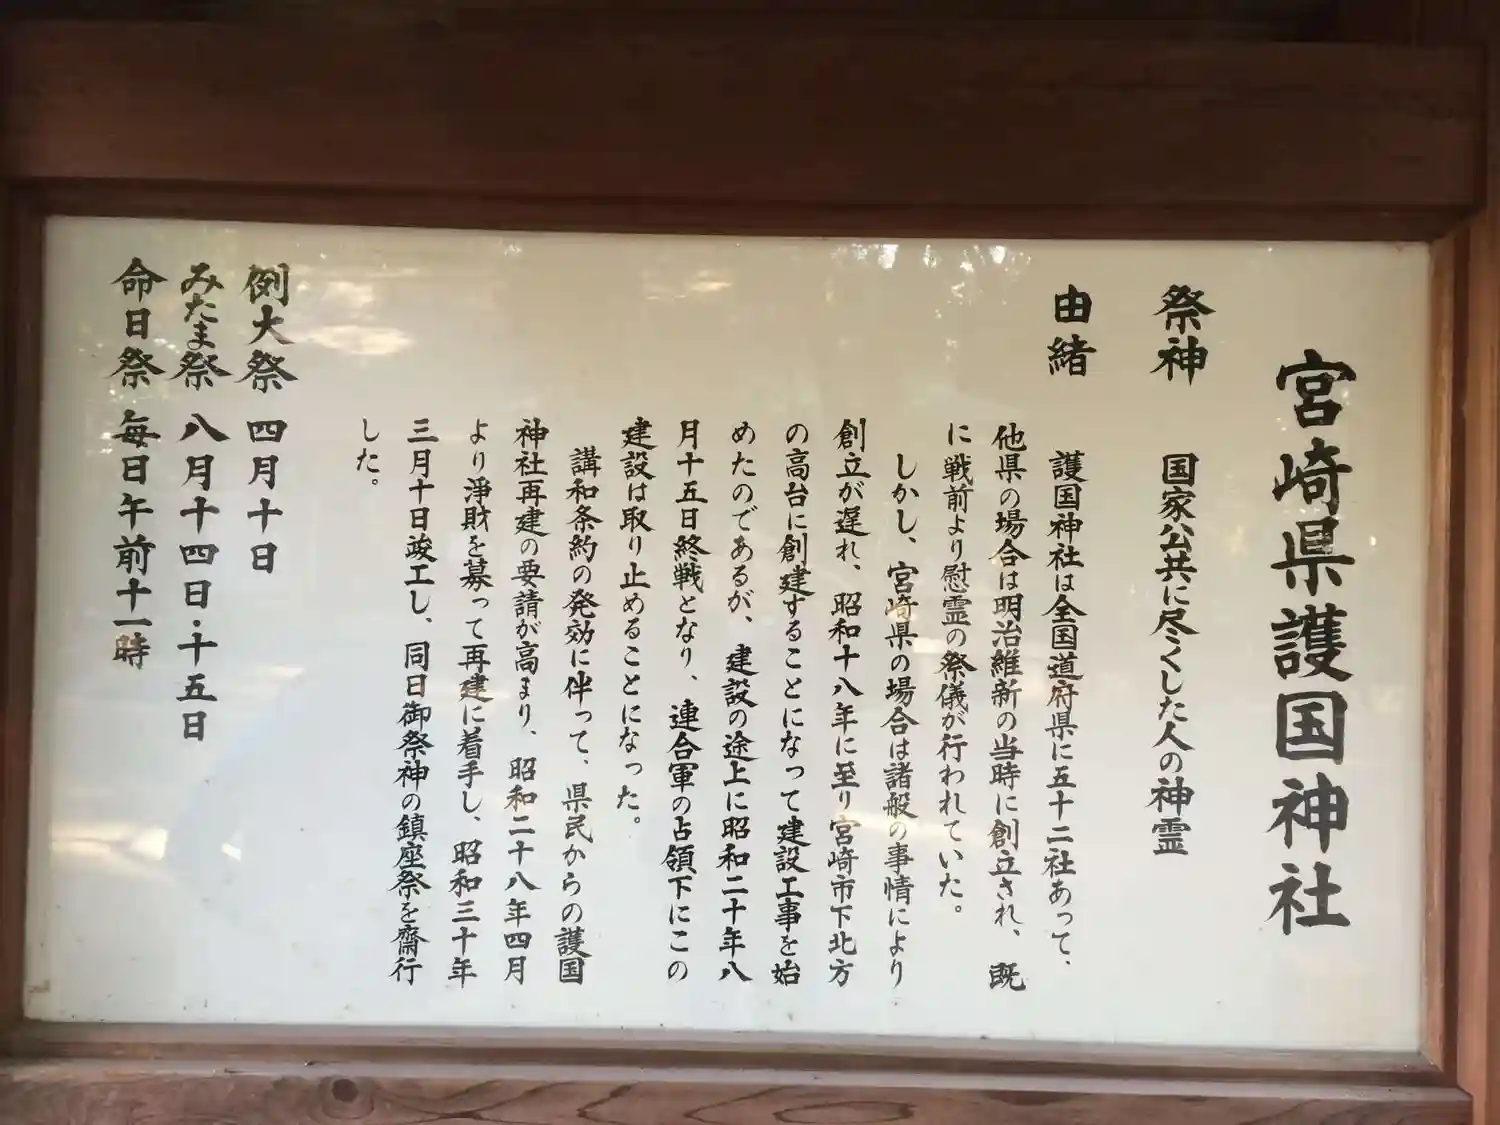 宮崎県護国神社
祭神　国家公共に尽くした人の神霊
由緒　護国神社は全国道府県に五十二社あって、
他県の場合は明治維新の当時に創立され、既
に戦前より慰霊の祭儀が行われていた。
しかし、宮崎県の場合は諸般の事情により
創立が遅れ、昭和十八年に至り宮崎市下北方
の高台に創建することになって建設工事を始
めたのであるが、建設の途上に昭和二十年八
月十五日終戦となり、連合軍の占領下にこの
建設は取り止めることになった。
講和条約の発効に伴って、県民からの護国
神社再建の要請が高まり、昭和二十八年四月
より浄財を募って再建に着手し、昭和三十年
三月十日竣工し、同日御祭神の鎮座祭を齋行
した。
例大祭　四月十日
みたま祭　八月十四日・十五日
命日祭　毎日午前十一時